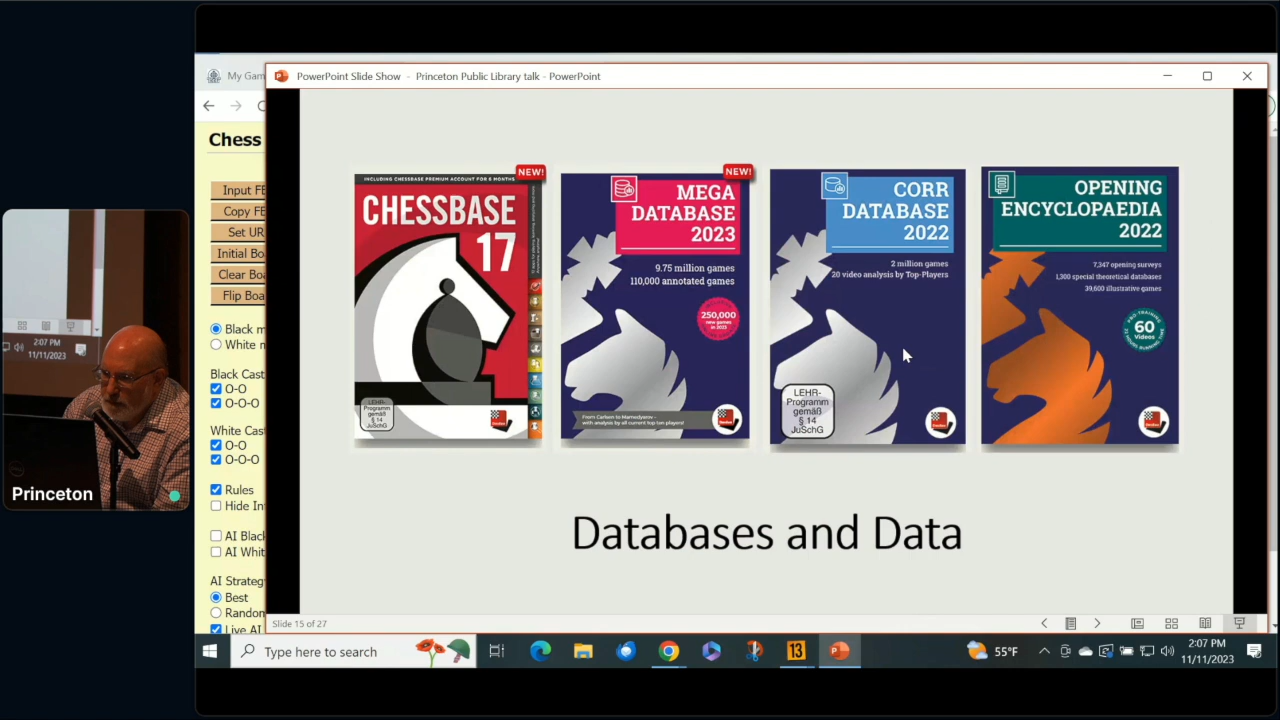 My Gam
PowerPoint Slide Show - Princeton Public Library talk - PowerPoint
Chess
Input FE
Copy FE
Set UR
Initial Bo
Clear Boa
Flip Boar
Black m
White m
Black Cast
O-O
O-O-O
White Cast
O-O
O-O-O
Rules
Hide Int
AI Black
AI Whit
AI Strateg
Best
Random
Live AI
INCLUDING CHESSBASE PREMIUM ACCOUNT FOR 6 MONTHS
NEW!
CHESSBASE
17
LEHR-
Programm
gemäß
§ 14
JuSchG
NEW!
MEGA
DATABASE
2023
9.75 million games
110,000 annotated games
250,000
new games
in 2023
From Carlsen to Mamedyarov -
with analysis by all current top ten players!
CORR
DATABASE
2022
2 million games
20 video analysis by Top-Players
LEHR-
Programm
gemäß
§ 14
JuSchG
OPENING
ENCYCLOPAEDIA
2022
7,347 opening surveys
1,300 special theoretical databases
39,600 illustrative games
60
Videos
Databases and Data
Slide 15 of 27
2:07 PM
11/11/2023
Princeton
Type here to search
13
55°F
2:07 PM
11/11/2023